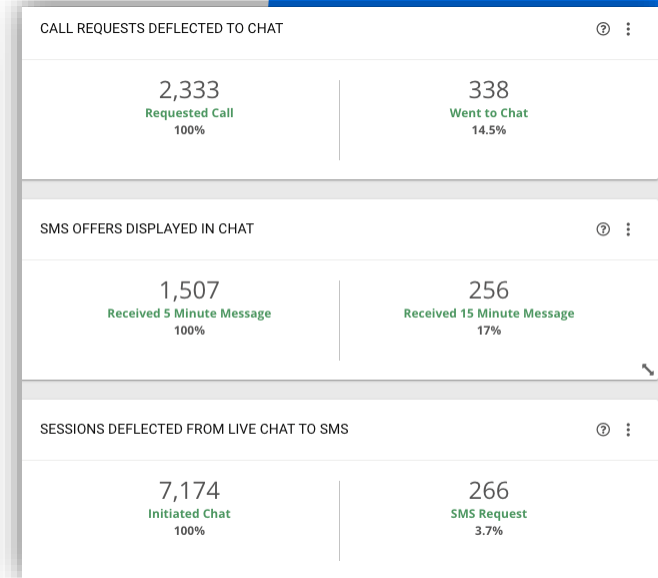 CALL REQUESTS DEFLECTED TO CHAT
2,333
Requested Call
100%
338
Went to Chat
14.5%
SMS OFFERS DISPLAYED IN CHAT
1,507
Received 5 Minute Message
100%
256
Received 15 Minute Message
17%
SESSIONS DEFLECTED FROM LIVE CHAT TO SMS
7,174
Initiated Chat
100%
266
SMS Request
3.7%